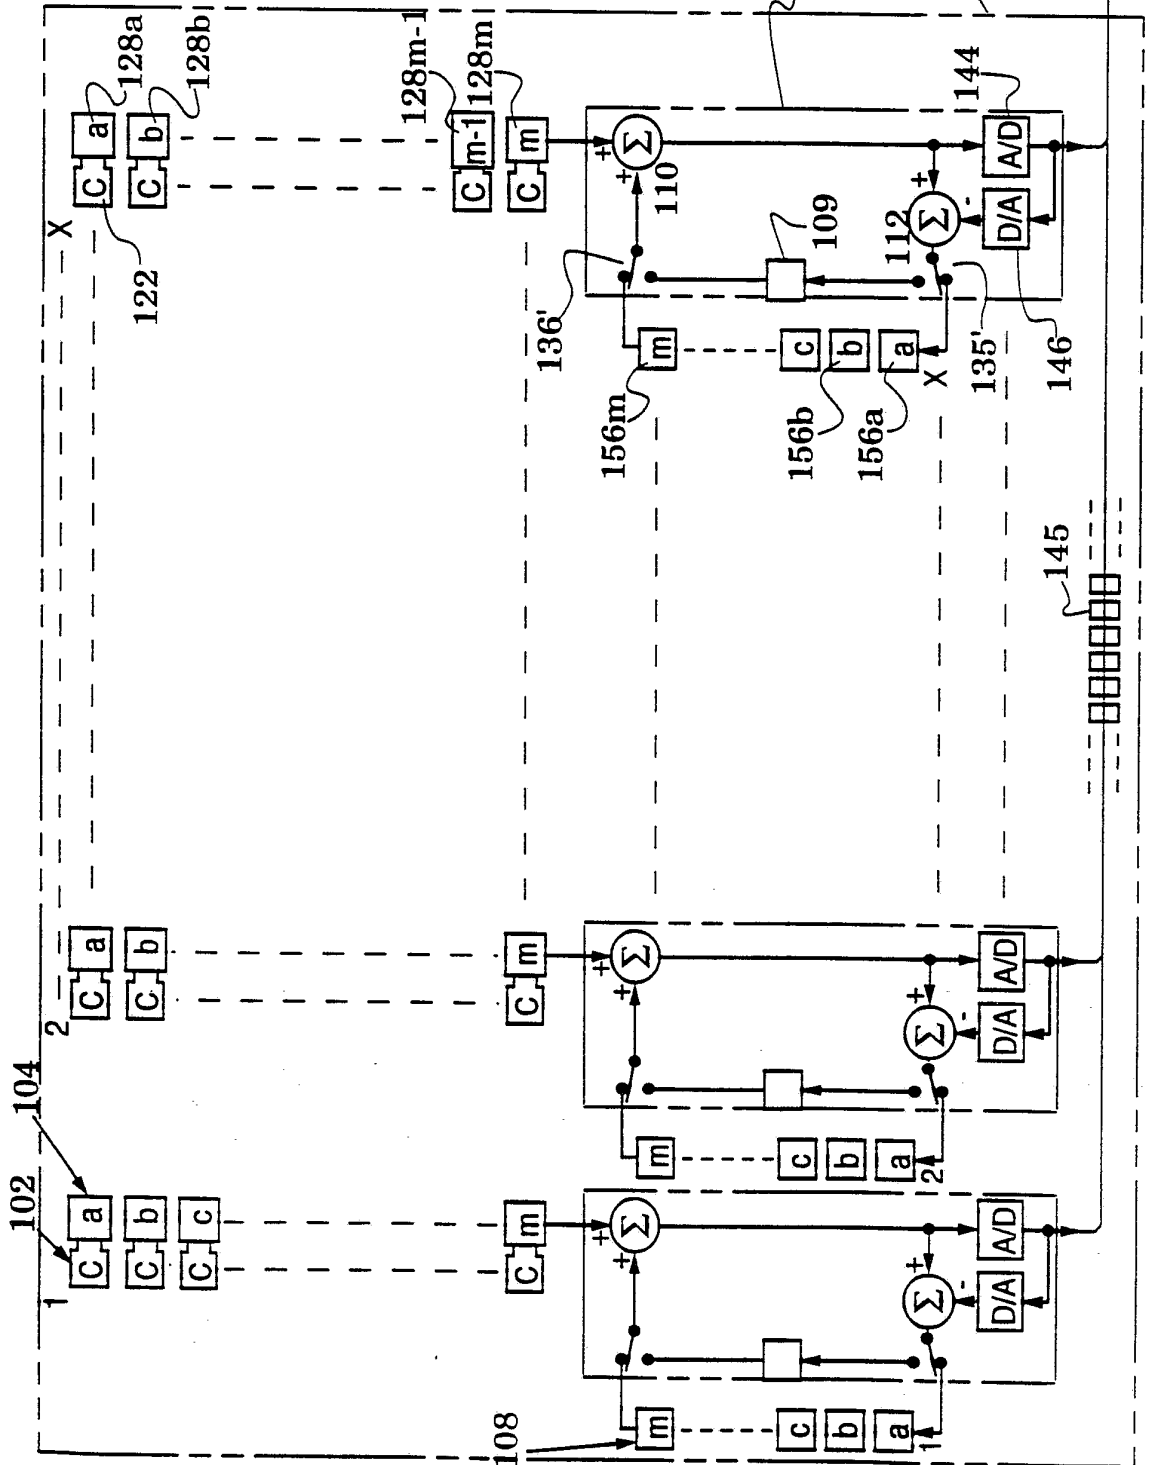 104
102
1
2
X
C a
C b
C c
C m
C a
C b
C m
C a
C b
C m-1
C m
122
128a
128b
128m-1
128m
108
m
c
b
a
1
Σ
+
+
Σ
+
-
A/D
D/A
m
c
b
a
2
Σ
+
+
Σ
+
-
A/D
D/A
136'
156m
m
c
b
a
X
156b
156a
135'
Σ
+
+
110
109
112
Σ
+
-
A/D
D/A
144
146
145